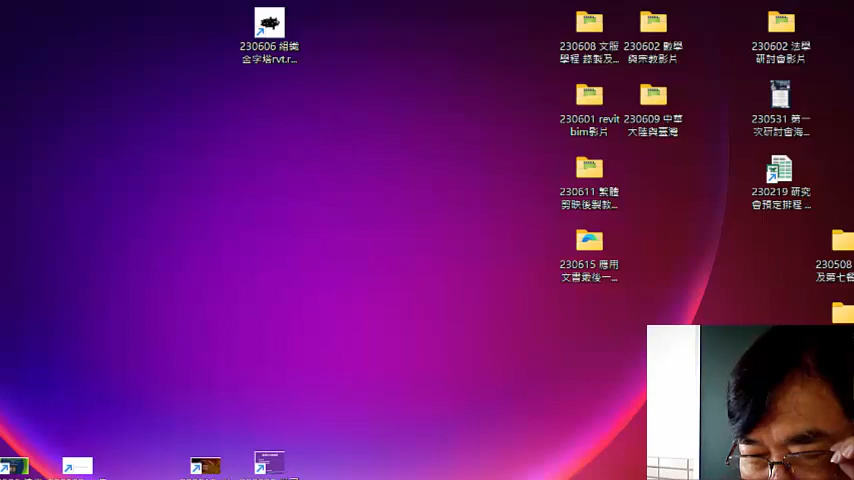 230606 組織
金字塔rvt.r...
230608 文服
學程 錄製及...
230602 數學
與宗教影片
230602 法學
研討會影片
230601 revit
bim影片
230609 中華
大陸與臺灣
230531 第一
次研討會海...
230611 繁體
剪映後製教...
230219 研究
會預定排程 ...
230615 應用
文書最後一...
230508
及第七